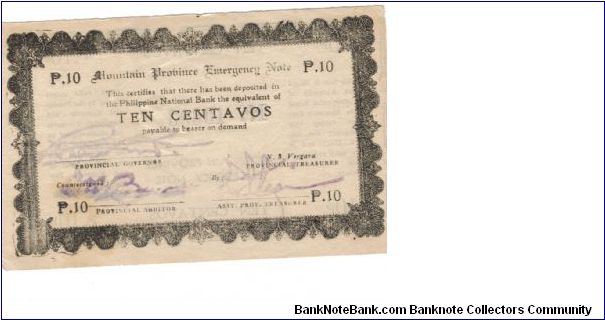 ₱.10 Mountain Province Emergency Note ₱.10
This certifies that there has been deposited in
the Philippine National Bank the equivalent of
TEN CENTAVOS
payable to bearer on demand
N. B. Vergara
PROVINCIAL GOVERNOR PROVINCIAL TREASURER
Countersigned: By:
₱.10 ₱.10
PROVINCIAL AUDITOR ASST. PROV. TREASURER
BankNoteBank.com Banknote Collectors Community